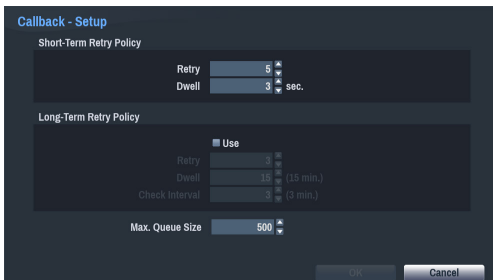 Callback - Setup
Short-Term Retry Policy
Retry 5
Dwell 3 sec.
Long-Term Retry Policy
Use
Retry 3
Dwell 15 (15 min.)
Check Interval 3 (3 min.)
Max. Queue Size 500
OK Cancel